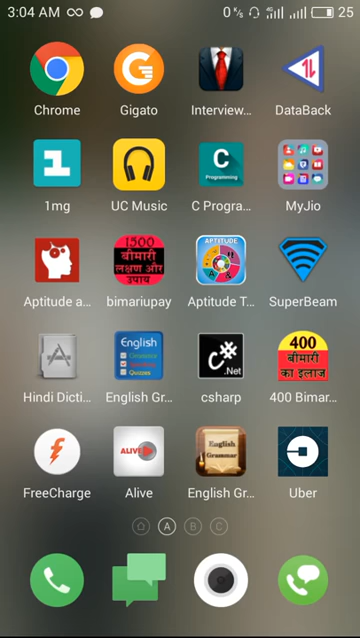 3:04 AM
0 K/s 4G 25
Chrome
Gigato
Interview...
DataBack
1mg
UC Music
C
Programming
C Progra...
MyJio
Aptitude a...
1500
बीमारी
लक्षण और
उपाय
bimariupay
APTITUDE
Aptitude T...
SuperBeam
Hindi Dicti...
English
Quizzes
English Gr...
.Net
csharp
400
बीमारी
का इलाज
400 Bimar...
FreeCharge
ALIVE
Alive
English
Grammar
English Gr...
Uber
A
B
C